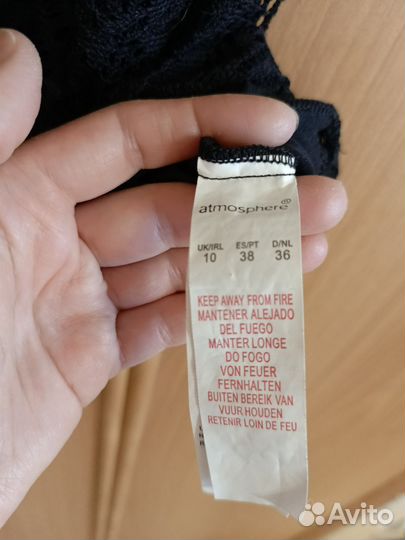 atmosphere®
UK/IRL ES/PT D/NL
10 38 36
KEEP AWAY FROM FIRE
MANTENER ALEJADO
DEL FUEGO
MANTER LONGE
DO FOGO
VON FEUER
FERNHALTEN
BUITEN BEREIK VAN
VUUR HOUDEN
RETENIR LOIN DE FEU
Avito